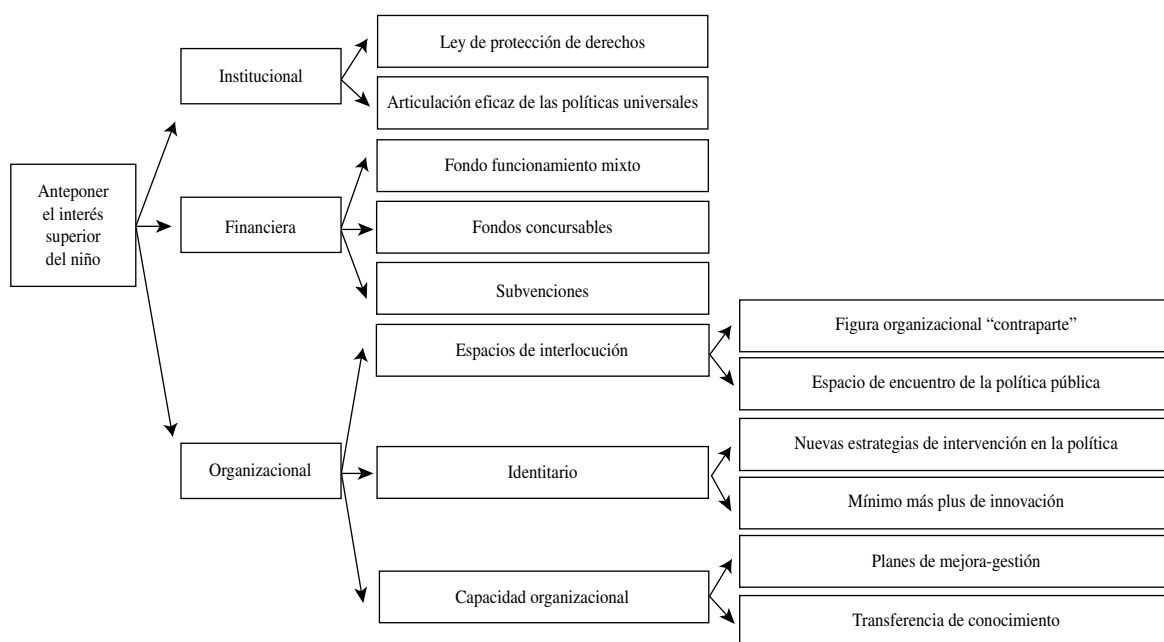 Anteponer
el interés
superior
del niño
Institucional
Ley de protección de derechos
Articulación eficaz de las políticas universales
Financiera
Fondo funcionamiento mixto
Fondos concursables
Subvenciones
Organizacional
Espacios de interlocución
Figura organizacional “contraparte”
Espacio de encuentro de la política pública
Identitario
Nuevas estrategias de intervención en la política
Mínimo más plus de innovación
Capacidad organizacional
Planes de mejora-gestión
Transferencia de conocimiento